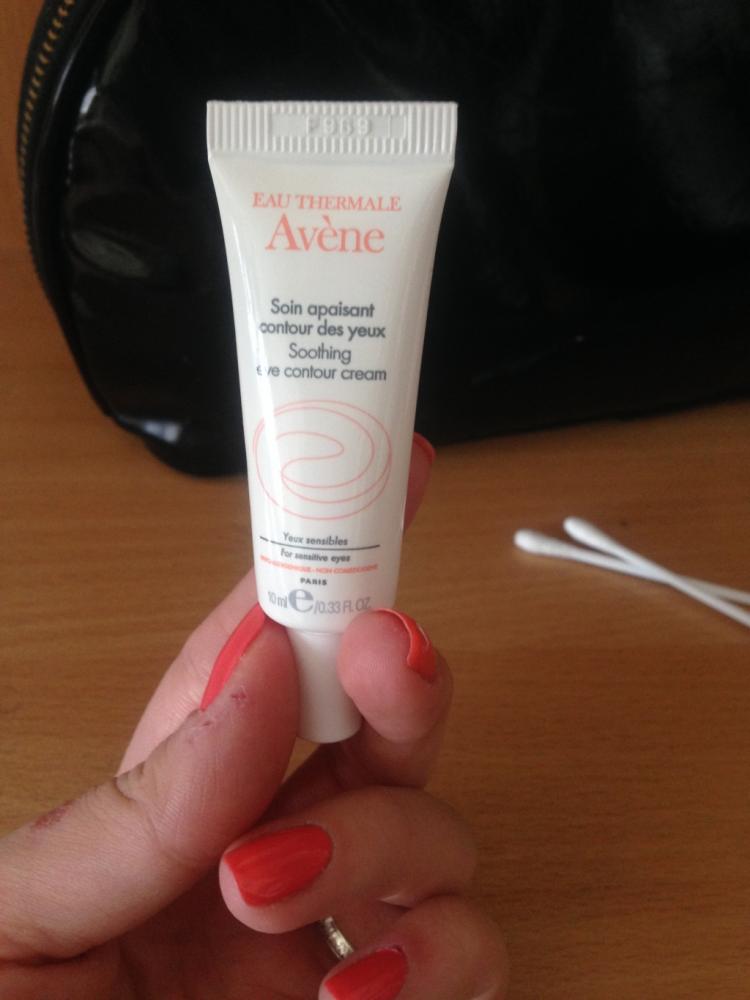 EAU THERMALE
Avène
Soin apaisant
contour des yeux
Soothing
eye contour cream
Yeux sensibles
For sensitive eyes
PARIS
10 ml e/0.33 FL.OZ.